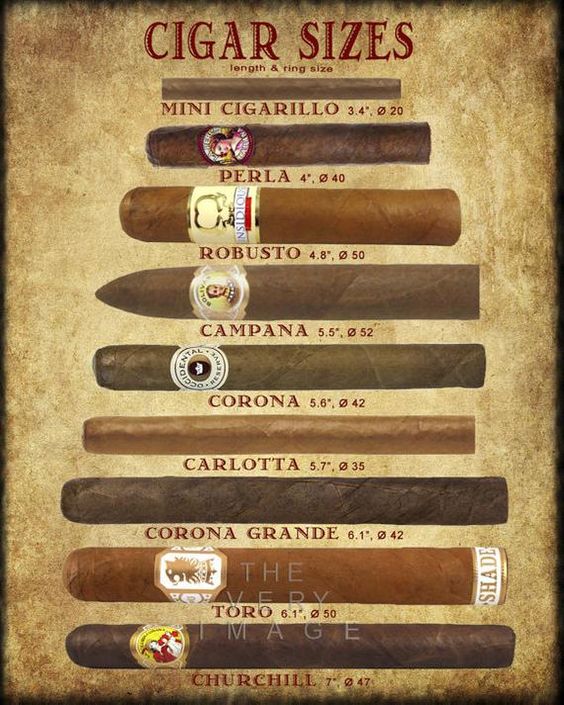 CIGAR SIZES
length & ring size
MINI CIGARILLO 3.4", Ø 20
PERLA 4", Ø 40
INSIDIOUS
ROBUSTO 4.8", Ø 50
CAMPANA 5.5", Ø 52
OCCIDENTAL RESERVE
CORONA 5.6", Ø 42
CARLOTTA 5.7", Ø 35
CORONA GRANDE 6.1", Ø 42
SHADE
THE
VERY
TORO 6.1", Ø 50
IMAGE
CHURCHILL 7", Ø 47